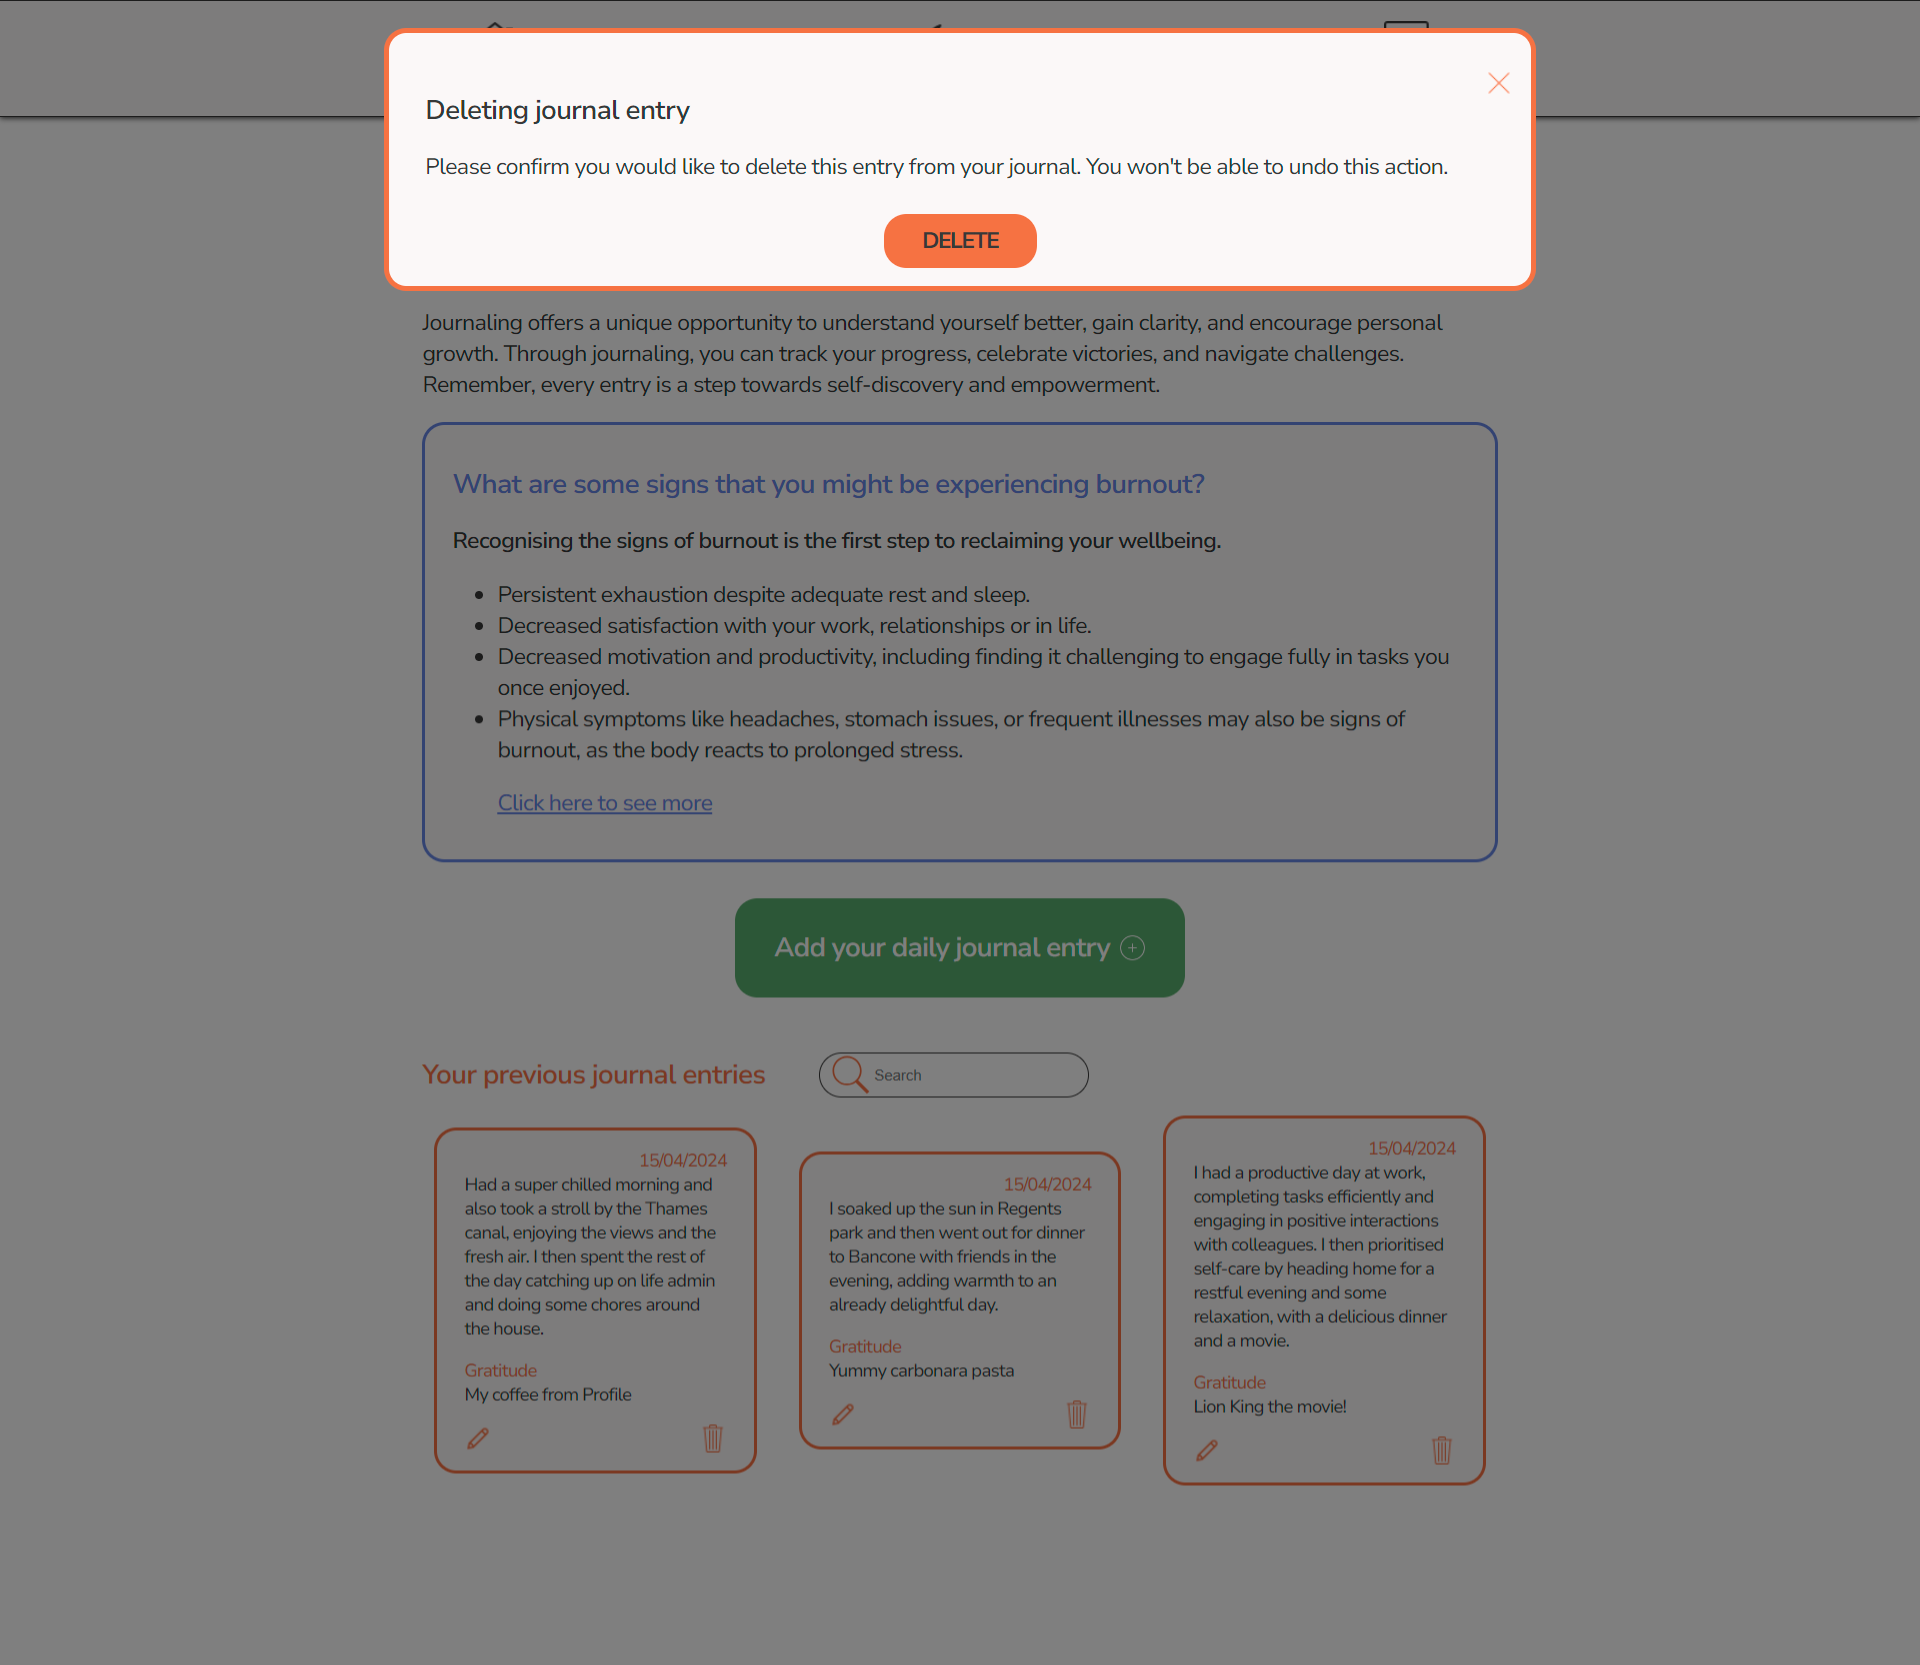 Deleting journal entry
Please confirm you would like to delete this entry from your journal. You won't be able to undo this action.
DELETE
Journaling offers a unique opportunity to understand yourself better, gain clarity, and encourage personal
growth. Through journaling, you can track your progress, celebrate victories, and navigate challenges.
Remember, every entry is a step towards self-discovery and empowerment.
What are some signs that you might be experiencing burnout?
Recognising the signs of burnout is the first step to reclaiming your wellbeing.
Persistent exhaustion despite adequate rest and sleep.
Decreased satisfaction with your work, relationships or in life.
Decreased motivation and productivity, including finding it challenging to engage fully in tasks you
once enjoyed.
Physical symptoms like headaches, stomach issues, or frequent illnesses may also be signs of
burnout, as the body reacts to prolonged stress.
Click here to see more
Add your daily journal entry
Your previous journal entries
Search
15/04/2024
Had a super chilled morning and
also took a stroll by the Thames
canal, enjoying the views and the
fresh air. I then spent the rest of
the day catching up on life admin
and doing some chores around
the house.
Gratitude
My coffee from Profile
15/04/2024
I soaked up the sun in Regents
park and then went out for dinner
to Bancone with friends in the
evening, adding warmth to an
already delightful day.
Gratitude
Yummy carbonara pasta
15/04/2024
I had a productive day at work,
completing tasks efficiently and
engaging in positive interactions
with colleagues. I then prioritised
self-care by heading home for a
restful evening and some
relaxation, with a delicious dinner
and a movie.
Gratitude
Lion King the movie!